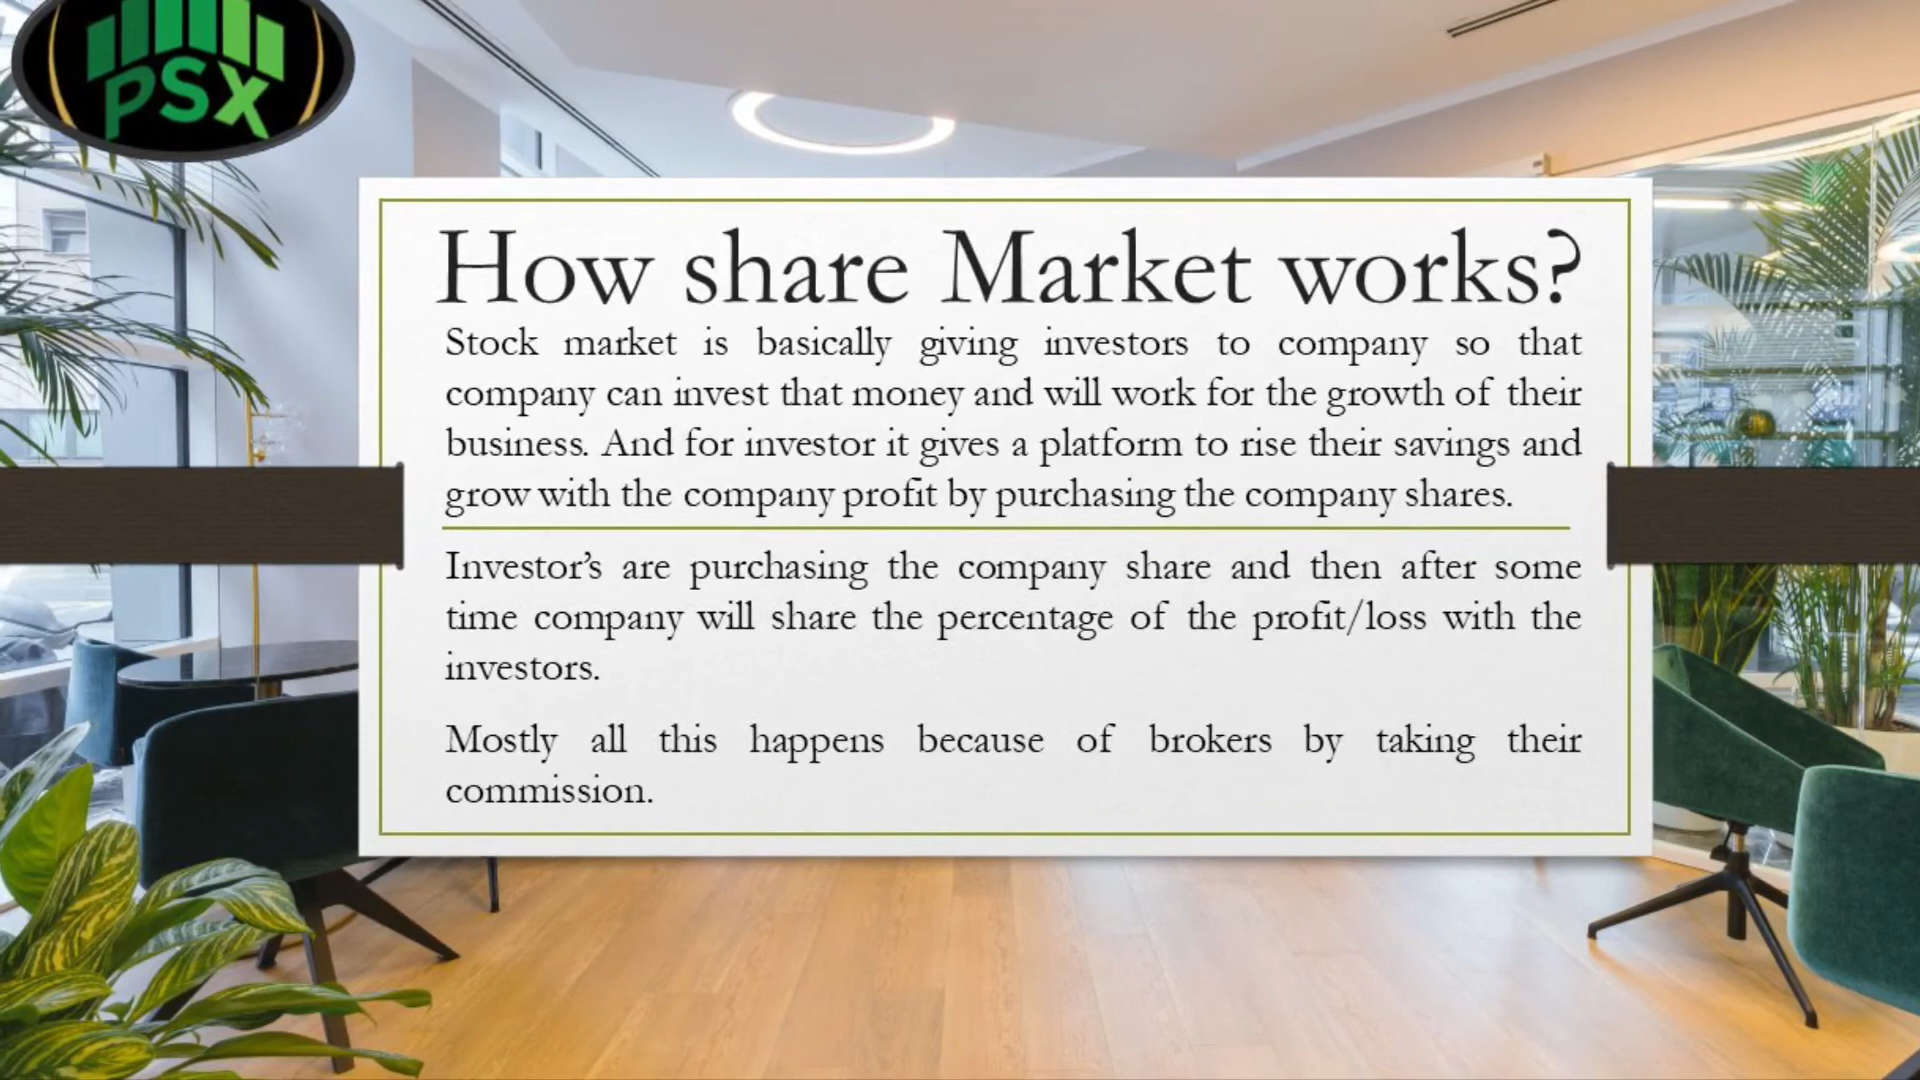 PSX
How share Market works?
Stock market is basically giving investors to company so that
company can invest that money and will work for the growth of their
business. And for investor it gives a platform to rise their savings and
grow with the company profit by purchasing the company shares.
Investor’s are purchasing the company share and then after some
time company will share the percentage of the profit/loss with the
investors.
Mostly all this happens because of brokers by taking their
commission.